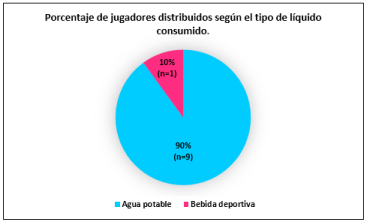 Porcentaje de jugadores distribuidos según el tipo de líquido
consumido.
10%
(n=1)
90%
(n=9)
Agua potable Bebida deportiva